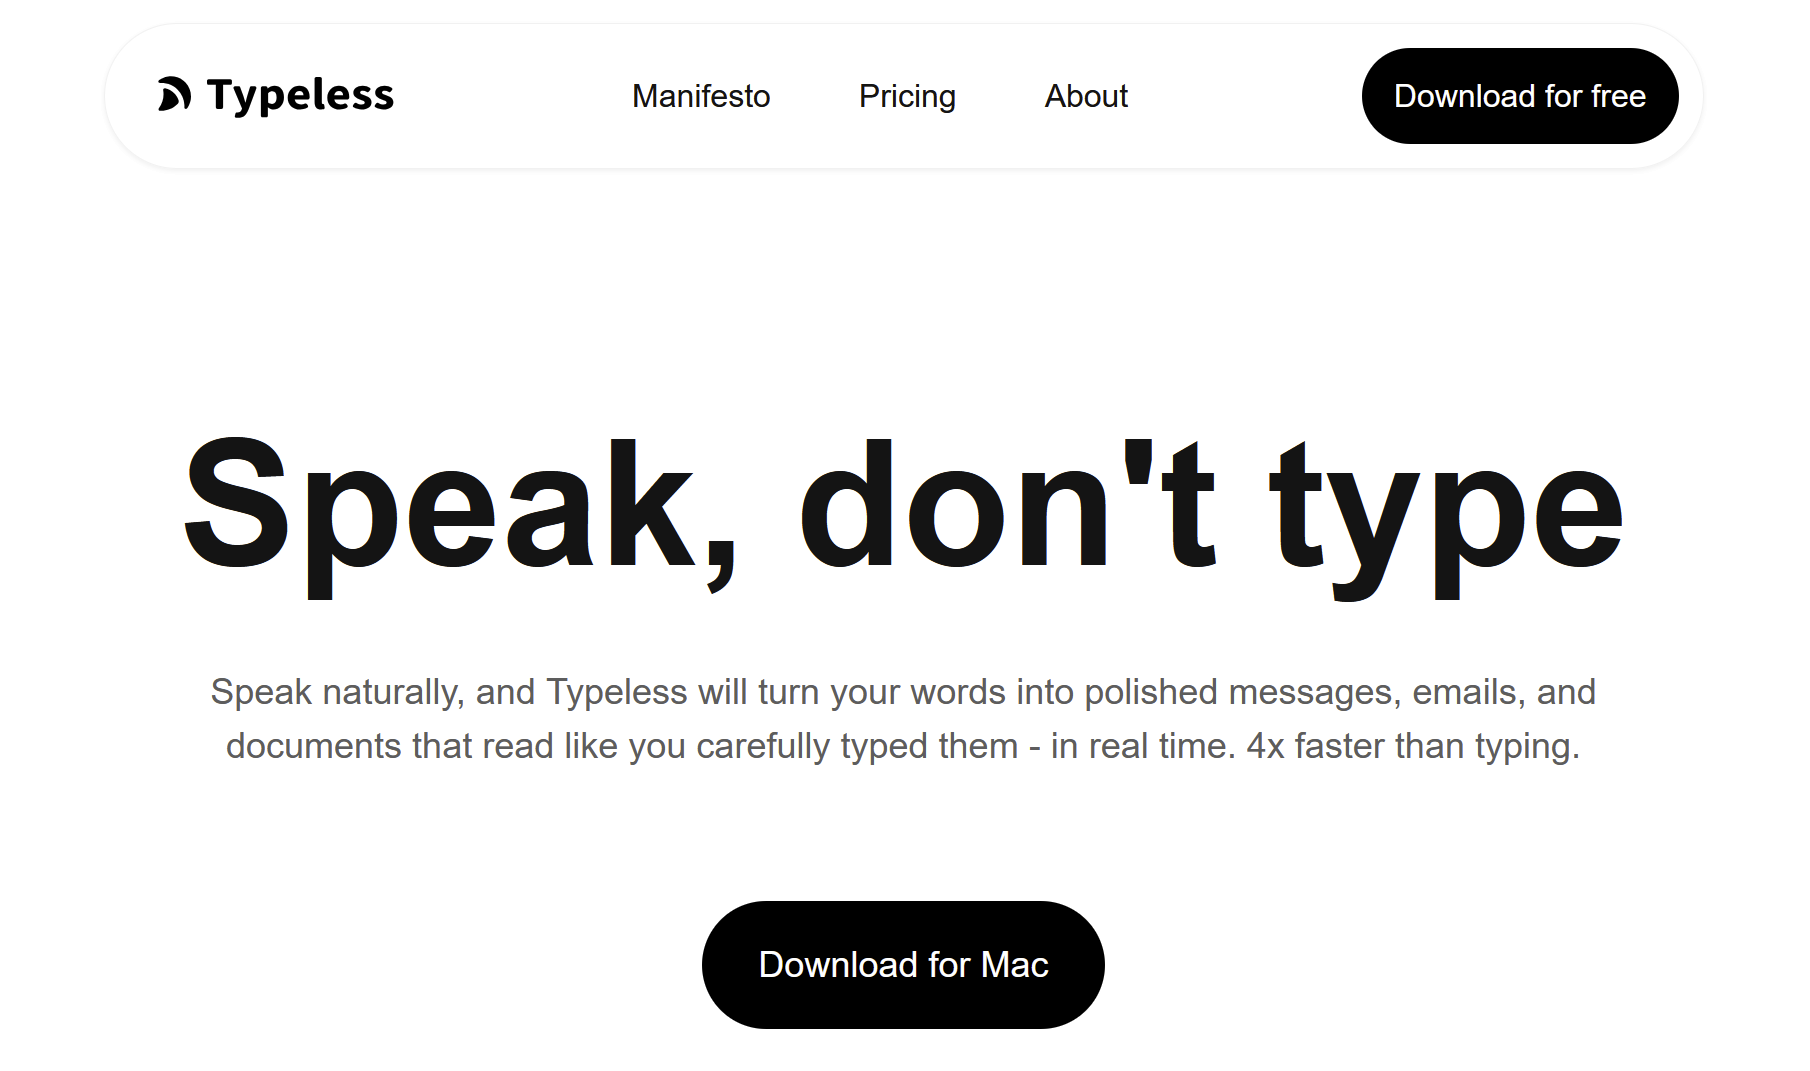 Typeless
Manifesto
Pricing
About
Download for free
Speak, don't type
Speak naturally, and Typeless will turn your words into polished messages, emails, and
documents that read like you carefully typed them - in real time. 4x faster than typing.
Download for Mac